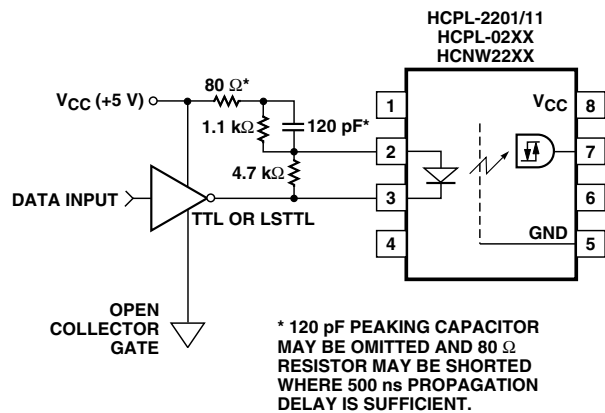 HCPL-2201/11
HCPL-02XX
HCNW22XX
80 Ω*
VCC (+5 V)
1.1 kΩ
120 pF*
4.7 kΩ
DATA INPUT
TTL OR LSTTL
OPEN
COLLECTOR
GATE
1
2
3
4
VCC
8
7
6
GND
5
* 120 pF PEAKING CAPACITOR
MAY BE OMITTED AND 80 Ω
RESISTOR MAY BE SHORTED
WHERE 500 ns PROPAGATION
DELAY IS SUFFICIENT.